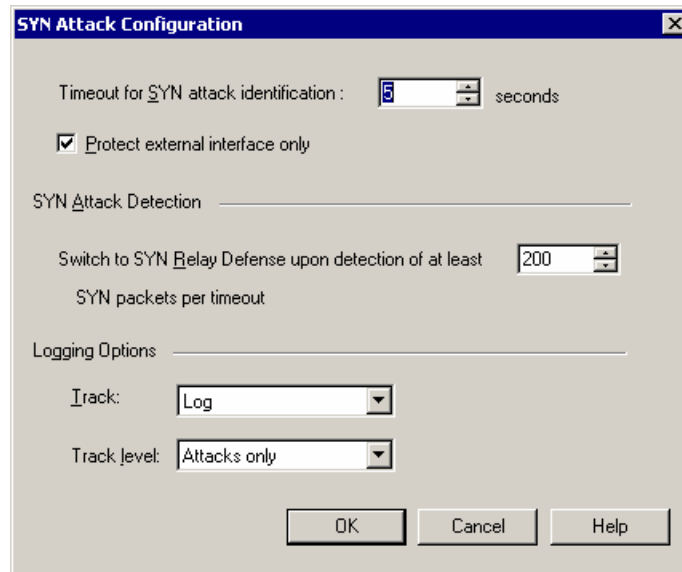 SYN Attack Configuration
Timeout for SYN attack identification : 5 seconds
Protect external interface only
SYN Attack Detection
Switch to SYN Relay Defense upon detection of at least 200
SYN packets per timeout
Logging Options
Track: Log
Track level: Attacks only
OK Cancel Help